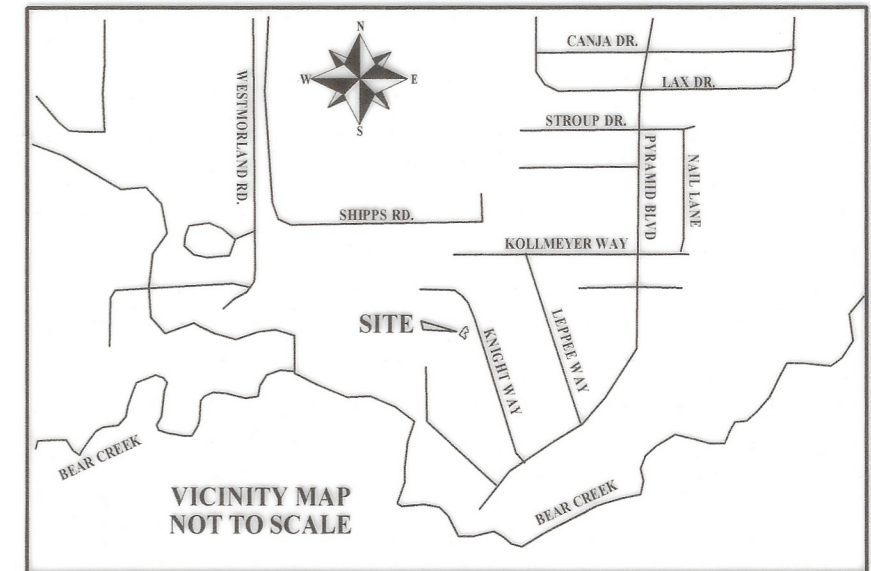 N
W
E
S
CANJA DR.
LAX DR.
STROUP DR.
WESTMORLAND RD.
PYRAMID BLVD
NAIL LANE
SHIPPS RD.
KOLLMEYER WAY
SITE
KNIGHT WAY
LEPPEE WAY
BEAR CREEK
VICINITY MAP
NOT TO SCALE
BEAR CREEK